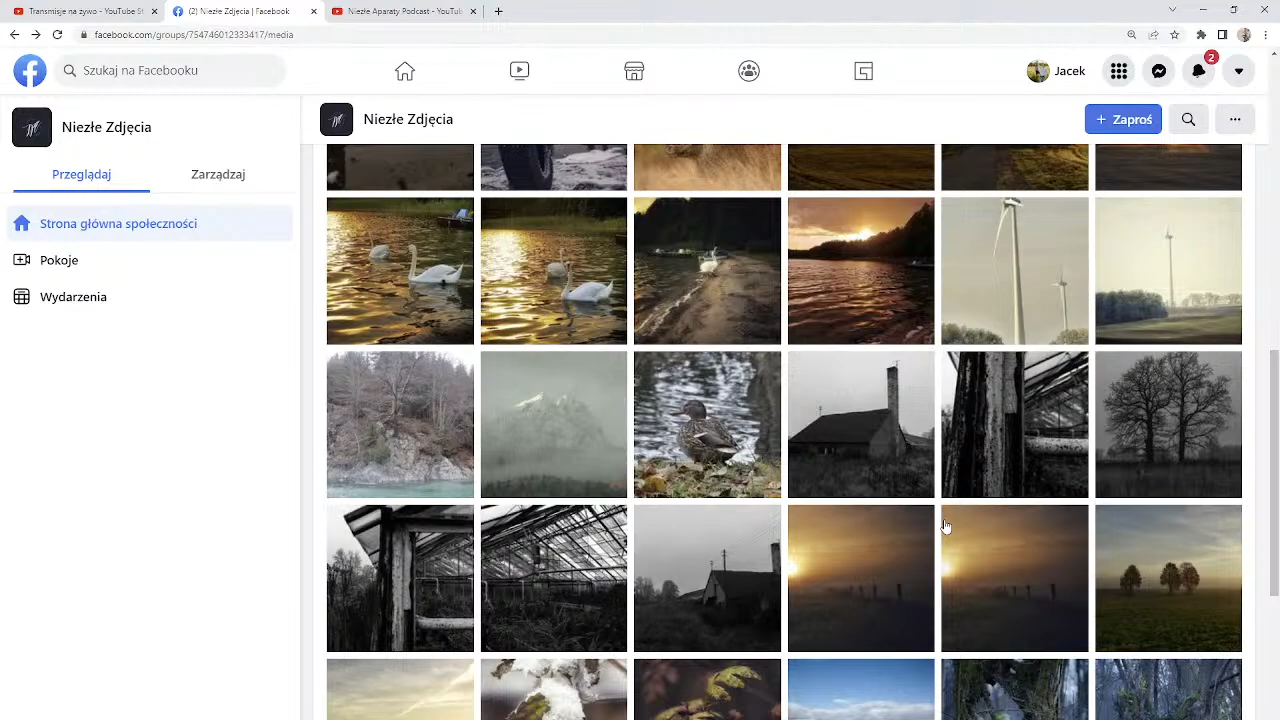 Transmisje na żywo - YouTube St
(2) Niezłe Zdjęcia | Facebook
Niezłe Aparaty Podcast - YouTub
facebook.com/groups/754746012333417/media
Szukaj na Facebooku
Jacek
2
Niezłe Zdjęcia
Niezłe Zdjęcia
+ Zaproś
Przeglądaj
Zarządzaj
Strona główna społeczności
Pokoje
Wydarzenia